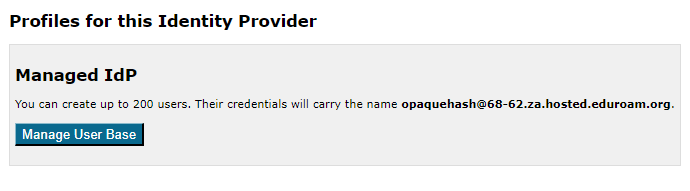 Profiles for this Identity Provider
Managed IdP
You can create up to 200 users. Their credentials will carry the name opaquehash@68-62.za.hosted.eduroam.org.
Manage User Base